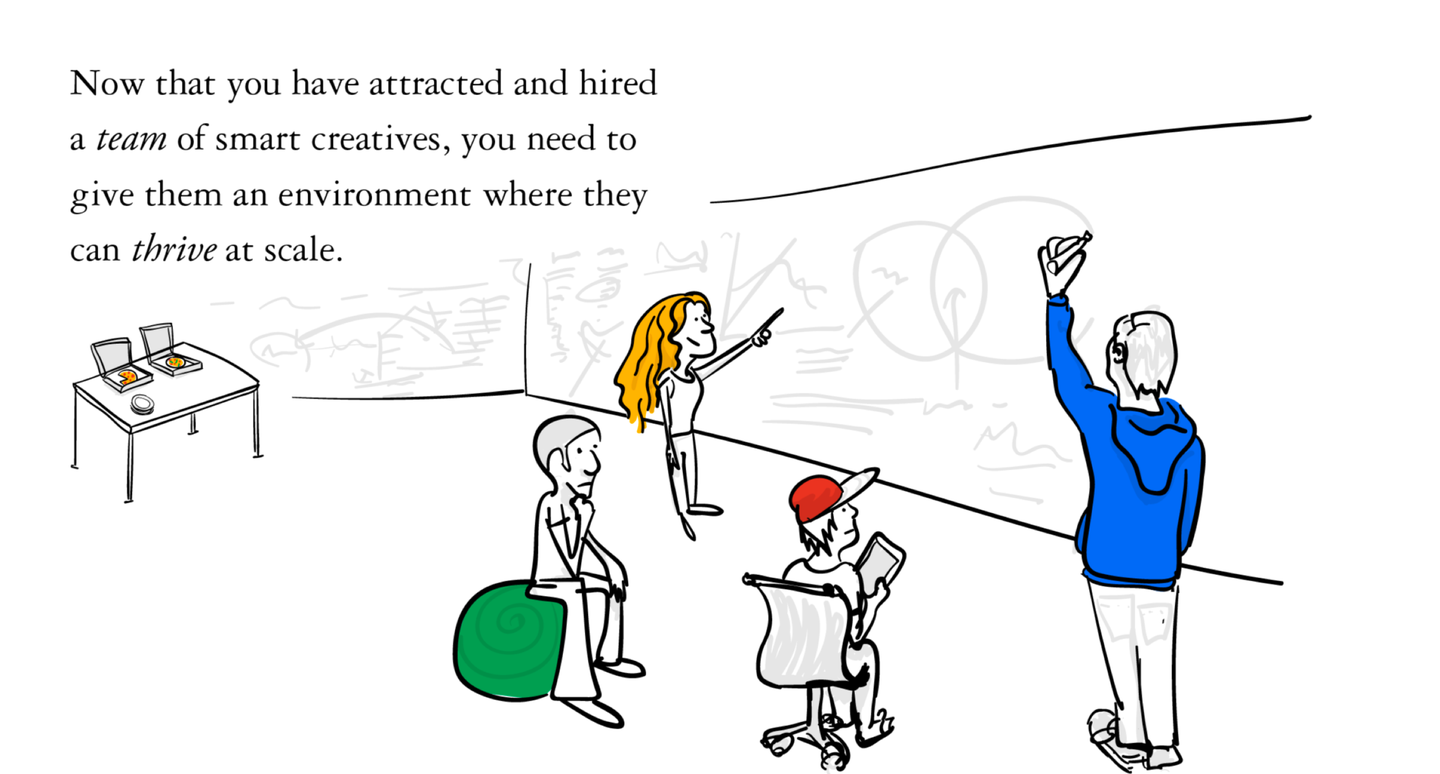 Now that you have attracted and hired
a team of smart creatives, you need to
give them an environment where they
can thrive at scale.